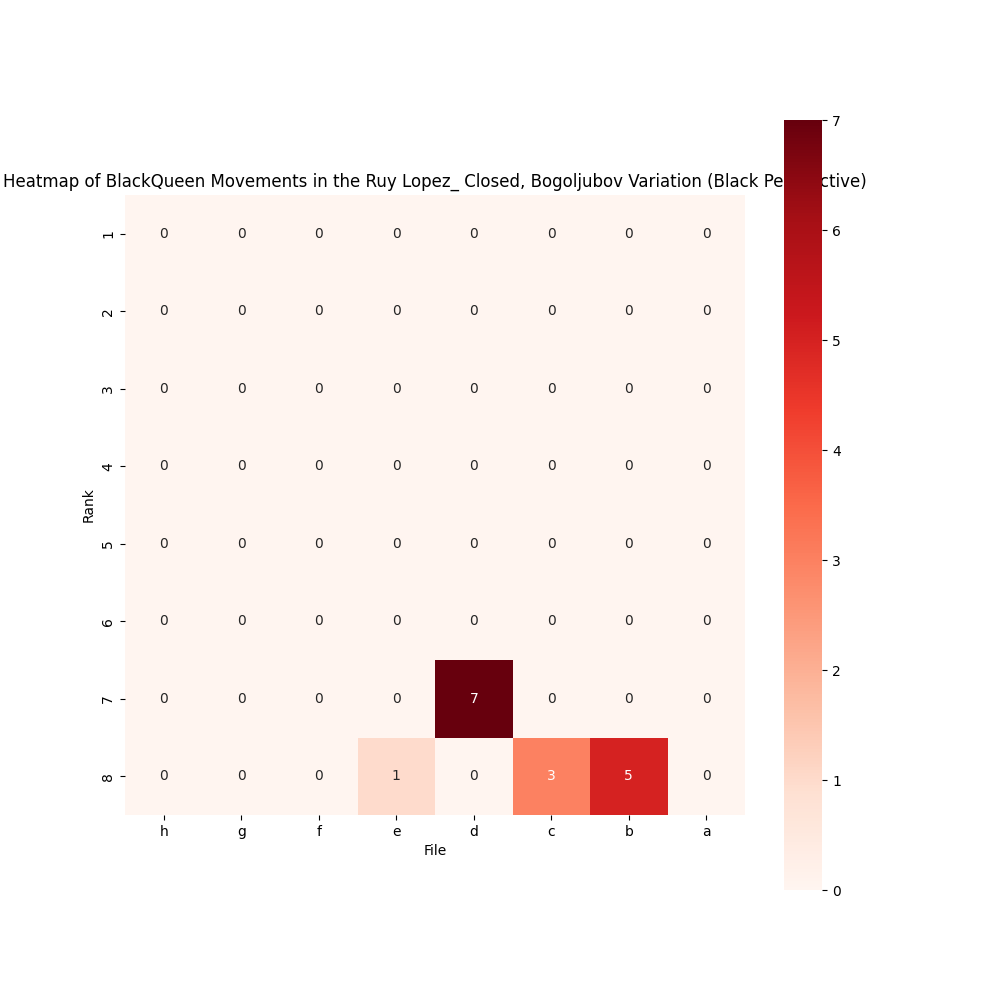 7
Heatmap of BlackQueen Movements in the Ruy Lopez_ Closed, Bogoljubov Variation (Black Pe ctive)
6
5
4
3
2
1
0
1 0 0 0 0 0 0 0 0
2 0 0 0 0 0 0 0 0
3 0 0 0 0 0 0 0 0
4 0 0 0 0 0 0 0 0
Rank
5 0 0 0 0 0 0 0 0
6 0 0 0 0 0 0 0 0
7 0 0 0 0 7 0 0 0
8 0 0 0 1 0 3 5 0
h g f e d c b a
File